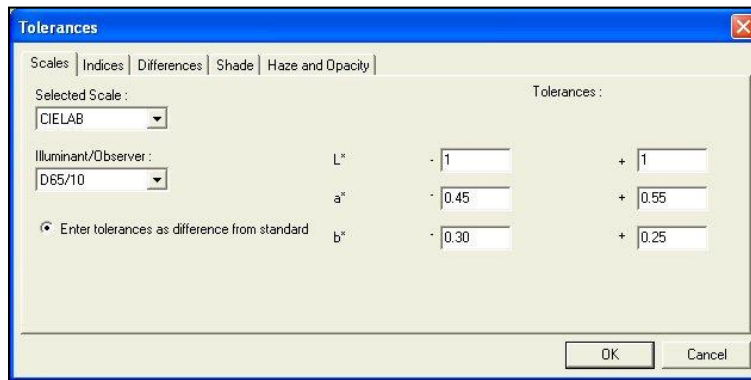 Tolerances
Scales Indices Differences Shade Haze and Opacity
Selected Scale : Tolerances :
CIELAB
Illuminant/Observer : L* - 1 + 1
D65/10
a* - 0.45 + 0.55
Enter tolerances as difference from standard b* - 0.30 + 0.25
OK Cancel